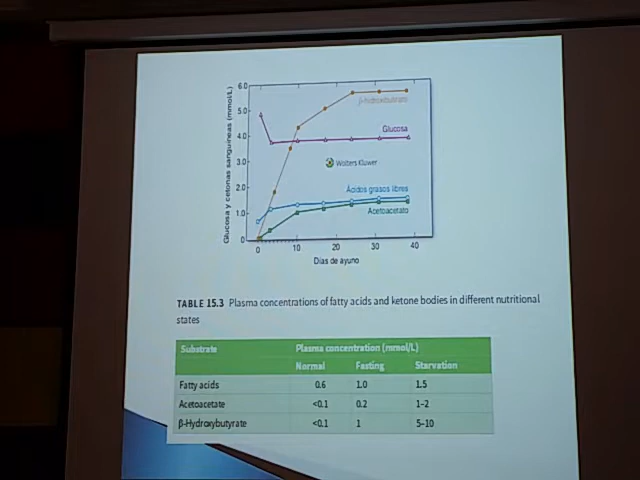 Glucosa y cetonas sanguíneas (mmol/L)
6.0
5.0
4.0
3.0
2.0
1.0
0
β-hidroxibutirato
Glucosa
Wolters Kluwer
Ácidos grasos libres
Acetoacetato
0 10 20 30 40
Días de ayuno
TABLE 15.3 Plasma concentrations of fatty acids and ketone bodies in different nutritional
states
Substrate Plasma concentration (mmol/L)
Normal Fasting Starvation
Fatty acids 0.6 1.0 1.5
Acetoacetate <0.1 0.2 1–2
β-Hydroxybutyrate <0.1 1 5–10